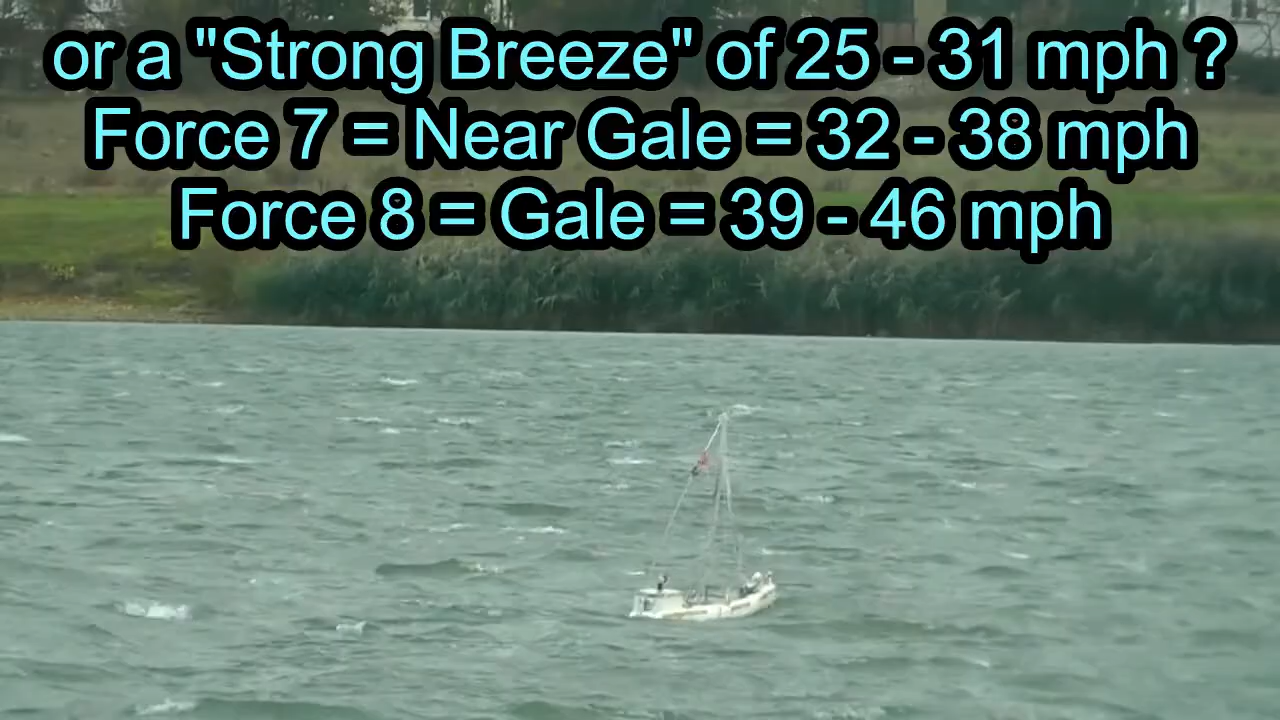 or a "Strong Breeze" of 25 - 31 mph ?
Force 7 = Near Gale = 32 - 38 mph
Force 8 = Gale = 39 - 46 mph